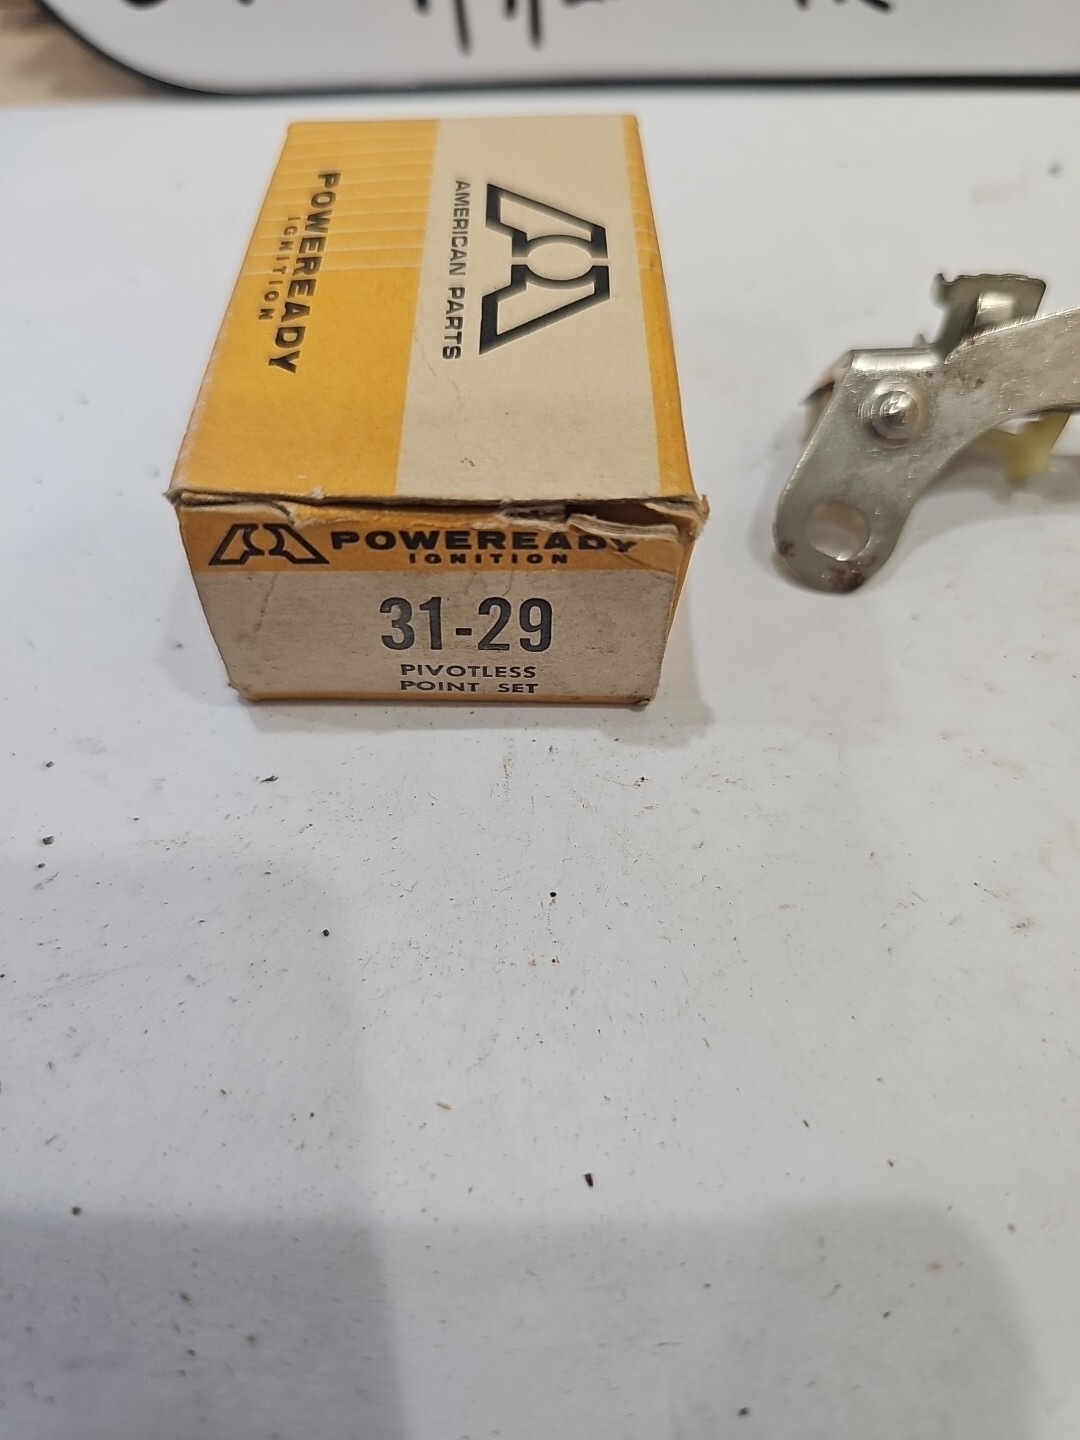 POWEREADY
IGNITION
AMERICAN PARTS
POWEREADY
IGNITION
31-29
PIVOTLESS
POINT SET